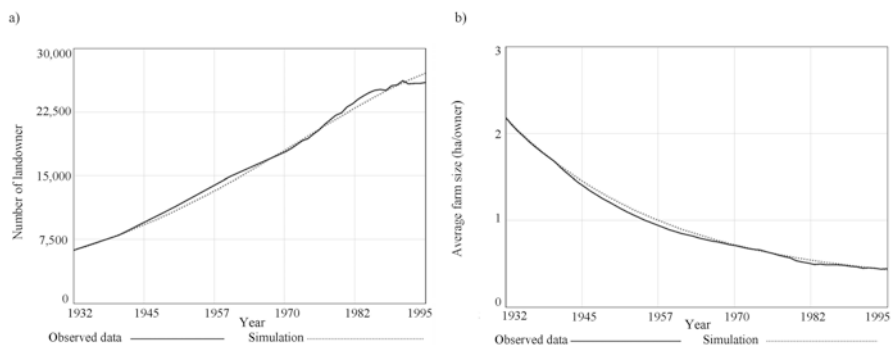 a)
30,000
22,500
15,000
7,500
0
Number of landowner
1932 1945 1957 1970 1982 1995
Year
Observed data Simulation
b)
3
2
1
0
Average farm size (ha/owner)
1932 1945 1957 1970 1982 1995
Year
Observed data Simulation